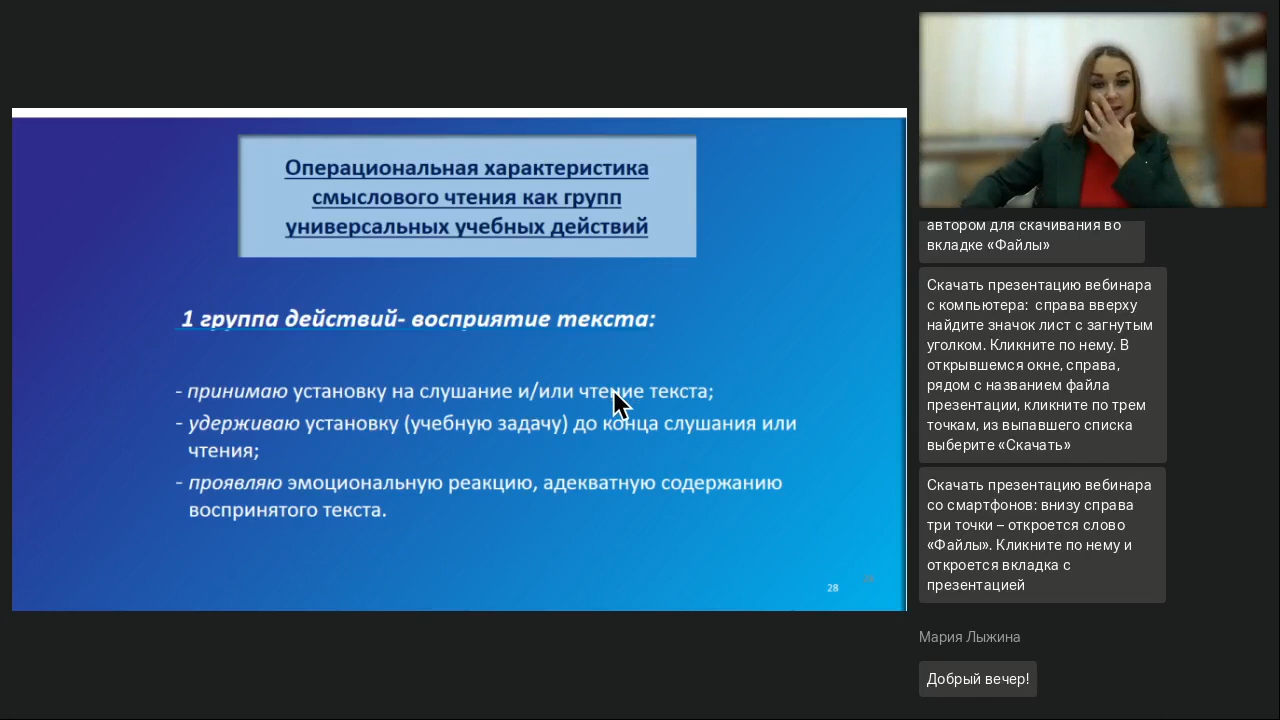 Операциональная характеристика
смыслового чтения как групп
универсальных учебных действий
1 группа действий- восприятие текста:
- принимаю установку на слушание и/или чтение текста;
- удерживаю установку (учебную задачу) до конца слушания или
чтения;
- проявляю эмоциональную реакцию, адекватную содержанию
воспринятого текста.
28
автором для скачивания во
вкладке «Файлы»
Скачать презентацию вебинара
с компьютера: справа вверху
найдите значок лист с загнутым
уголком. Кликните по нему. В
открывшемся окне, справа,
рядом с названием файла
презентации, кликните по трем
точкам, из выпавшего списка
выберите «Скачать»
Скачать презентацию вебинара
со смартфонов: внизу справа
три точки – откроется слово
«Файлы». Кликните по нему и
откроется вкладка с
презентацией
Мария Лыжина
Добрый вечер!